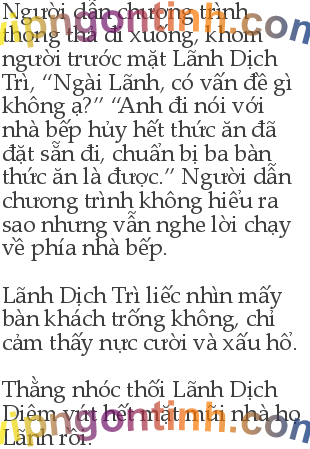 Người dẫn chương trình
thong thả đi xuống, khom
người trước mặt Lãnh Dịch
Trì, “Ngài Lãnh, có vấn đề gì
không ạ?” “Anh đi nói với
nhà bếp hủy hết thức ăn đã
đặt sẵn đi, chuẩn bị ba bàn
thức ăn là được.” Người dẫn
chương trình không hiểu ra
sao nhưng vẫn nghe lời chạy
về phía nhà bếp.
Lãnh Dịch Trì liếc nhìn mấy
bàn khách trống không, chỉ
cảm thấy nực cười và xấu hổ.
Thằng nhóc thối Lãnh Dịch
Diêm vứt hết mặt mũi nhà họ
Lãnh rồi.
vipngontinh.com
vipngontinh.com